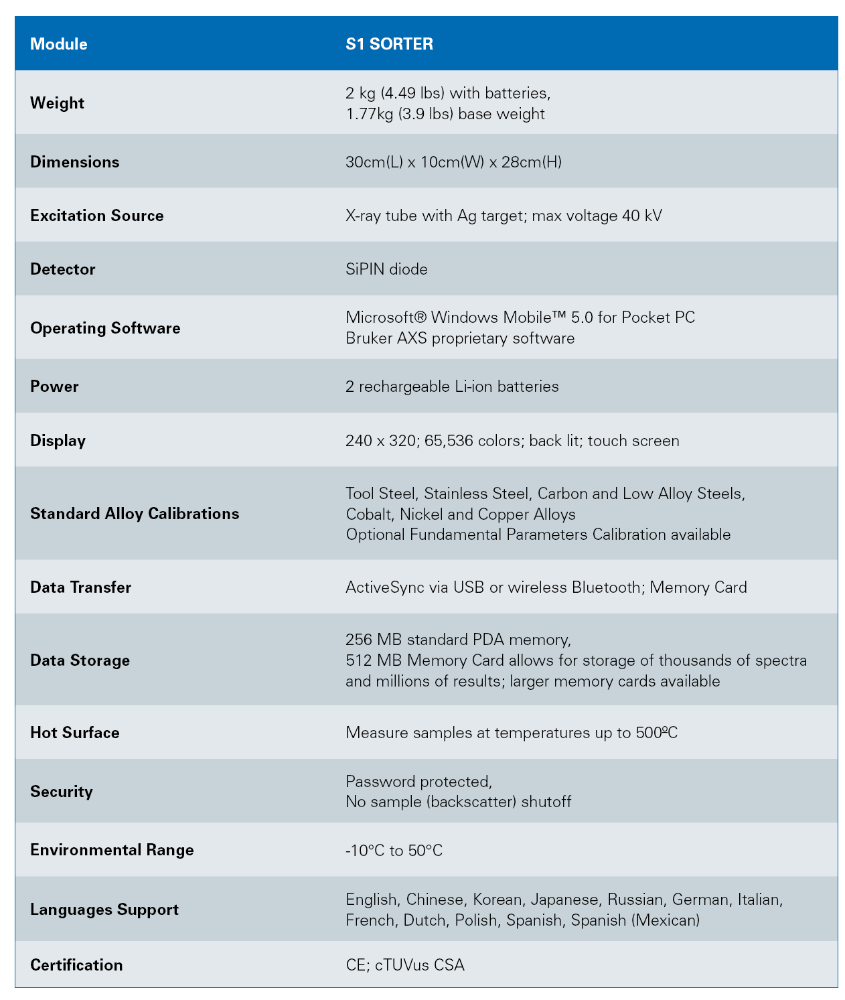 Module S1 SORTER
Weight 2 kg (4.49 lbs) with batteries,
1.77kg (3.9 lbs) base weight
Dimensions 30cm(L) x 10cm(W) x 28cm(H)
Excitation Source X-ray tube with Ag target; max voltage 40 kV
Detector SiPIN diode
Operating Software Microsoft® Windows Mobile™ 5.0 for Pocket PC
Bruker AXS proprietary software
Power 2 rechargeable Li-ion batteries
Display 240 x 320; 65,536 colors; back lit; touch screen
Standard Alloy Calibrations Tool Steel, Stainless Steel, Carbon and Low Alloy Steels,
Cobalt, Nickel and Copper Alloys
Optional Fundamental Parameters Calibration available
Data Transfer ActiveSync via USB or wireless Bluetooth; Memory Card
Data Storage 256 MB standard PDA memory,
512 MB Memory Card allows for storage of thousands of spectra
and millions of results; larger memory cards available
Hot Surface Measure samples at temperatures up to 500ºC
Security Password protected,
No sample (backscatter) shutoff
Environmental Range -10°C to 50°C
Languages Support English, Chinese, Korean, Japanese, Russian, German, Italian,
French, Dutch, Polish, Spanish, Spanish (Mexican)
Certification CE; cTUVus CSA